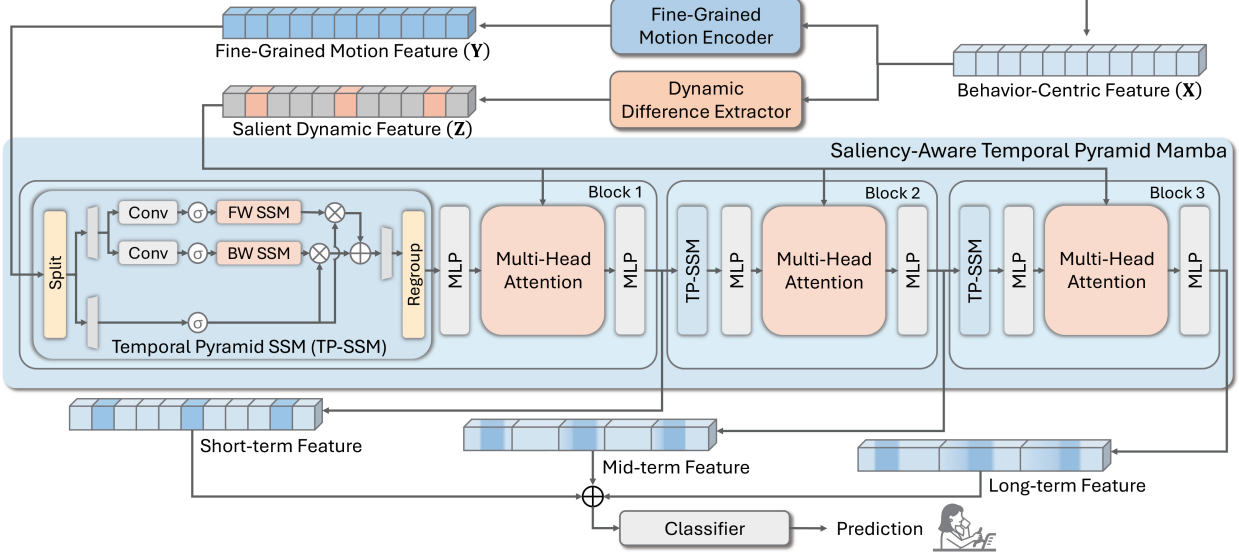 Fine-Grained
Motion Encoder
Fine-Grained Motion Feature (Y)
Behavior-Centric Feature (X)
Dynamic
Difference Extractor
Salient Dynamic Feature (Z)
Saliency-Aware Temporal Pyramid Mamba
Block 1
Block 2
Block 3
Split
Conv
σ
FW SSM
Conv
σ
BW SSM
σ
Regroup
Temporal Pyramid SSM (TP-SSM)
MLP
Multi-Head
Attention
MLP
TP-SSM
MLP
Multi-Head
Attention
MLP
TP-SSM
MLP
Multi-Head
Attention
MLP
Short-term Feature
Mid-term Feature
Long-term Feature
Classifier
Prediction